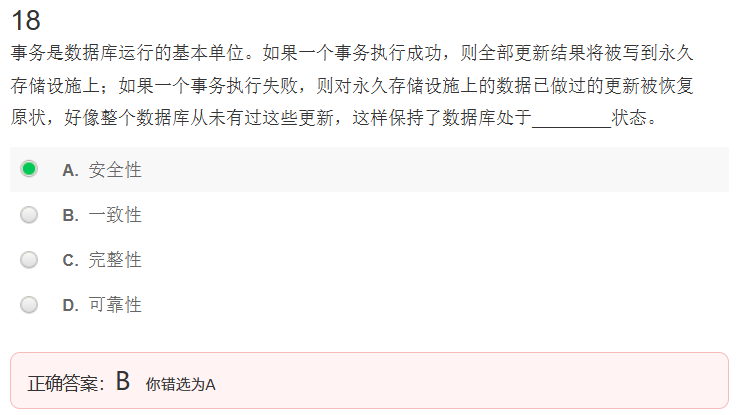 18
事务是数据库运行的基本单位。如果一个事务执行成功，则全部更新结果将被写到永久
存储设施上；如果一个事务执行失败，则对永久存储设施上的数据已做过的更新被恢复
原状，好像整个数据库从未有过这些更新，这样保持了数据库处于_________状态。
A. 安全性
B. 一致性
C. 完整性
D. 可靠性
正确答案：B 你错选为A